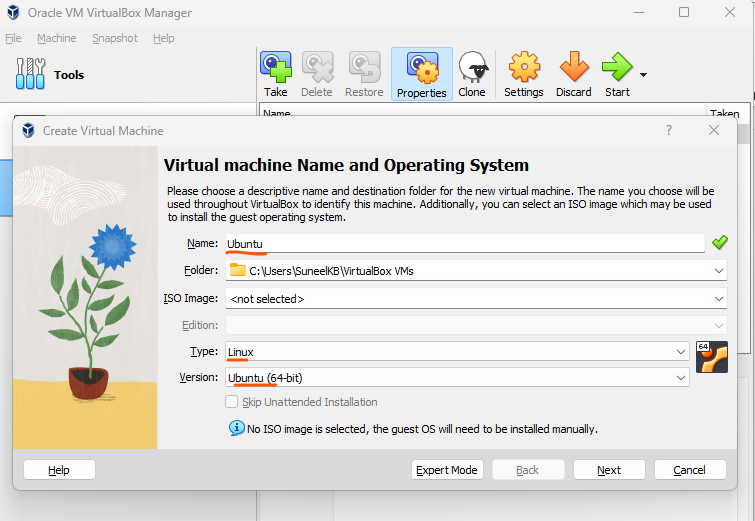 Oracle VM VirtualBox Manager
File Machine Snapshot Help
Tools
Take Delete Restore Properties Clone Settings Discard Start
Name Taken
Create Virtual Machine ?
Virtual machine Name and Operating System
Please choose a descriptive name and destination folder for the new virtual machine. The name you choose will be
used throughout VirtualBox to identify this machine. Additionally, you can select an ISO image which may be used
to install the guest operating system.
Name: Ubuntu
Folder: C:\Users\SuneelKB\VirtualBox VMs
ISO Image: <not selected>
Edition:
Type: Linux
64
Version: Ubuntu (64-bit)
Skip Unattended Installation
No ISO image is selected, the guest OS will need to be installed manually.
Help Expert Mode Back Next Cancel